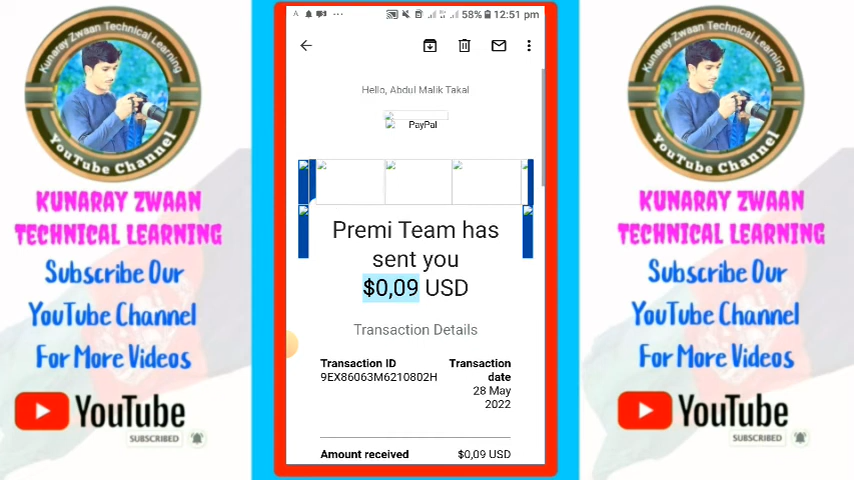 Kunaray Zwaan Technical Learning
YouTube Channel
KUNARAY ZWAAN
TECHNICAL LEARNING
Subscribe Our
YouTube Channel
For More Videos
YouTube
SUBSCRIBED
58% 12:51 pm
Hello, Abdul Malik Takal
PayPal
Premi Team has
sent you
$0,09 USD
Transaction Details
Transaction ID
9EX86063M6210802H
Transaction
date
28 May
2022
Amount received
$0,09 USD
Kunaray Zwaan Technical Learning
YouTube Channel
KUNARAY ZWAAN
TECHNICAL LEARNING
Subscribe Our
YouTube Channel
For More Videos
YouTube
SUBSCRIBED